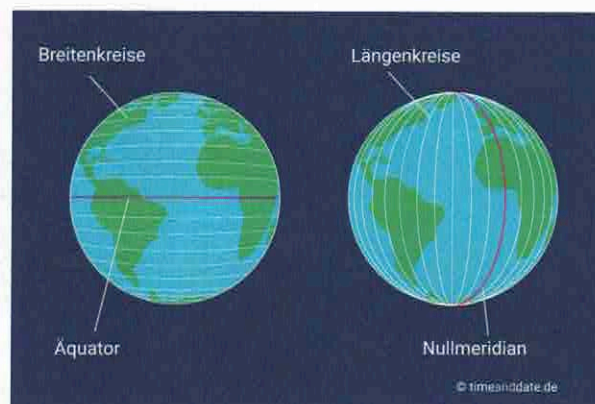 Breitenkreise
Längenkreise
Äquator
Nullmeridian
© timeanddate.de